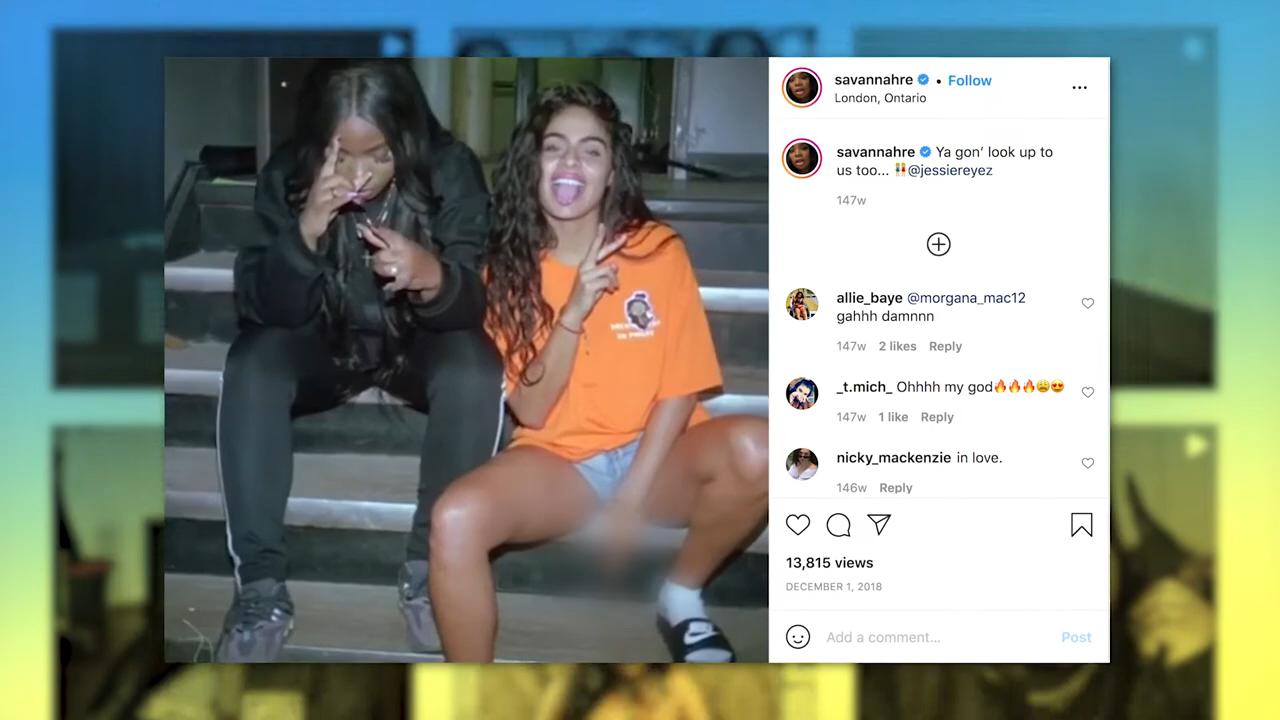 savannahre • Follow
London, Ontario
savannahre Ya gon’ look up to
us too... 👭@jessiereyez
147w
allie_baye @morgana_mac12
gahhh damnnn
147w 2 likes Reply
_t.mich_ Ohhhh my god🔥🔥🔥😩😍
147w 1 like Reply
nicky_mackenzie in love.
146w Reply
13,815 views
DECEMBER 1, 2018
Add a comment... Post